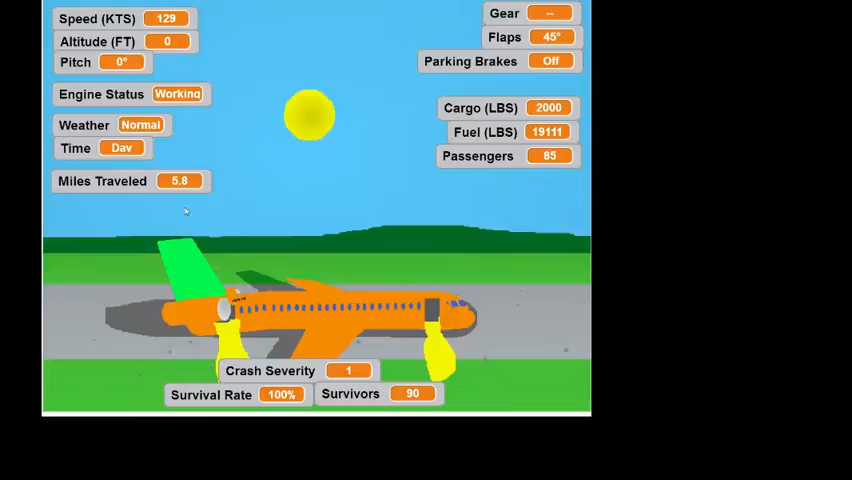 Speed (KTS) 129
Altitude (FT) 0
Pitch 0°
Engine Status Working
Weather Normal
Time Day
Miles Traveled 5.8
Gear --
Flaps 45°
Parking Brakes Off
Cargo (LBS) 2000
Fuel (LBS) 19111
Passengers 85
Crash Severity 1
Survival Rate 100%
Survivors 90